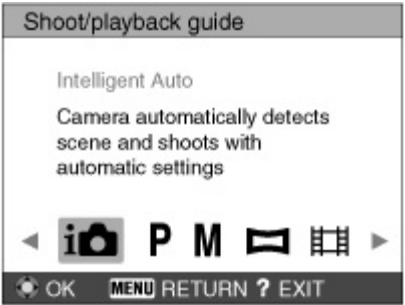 Shoot/playback guide
Intelligent Auto
Camera automatically detects
scene and shoots with
automatic settings
i P M
OK MENU RETURN ? EXIT